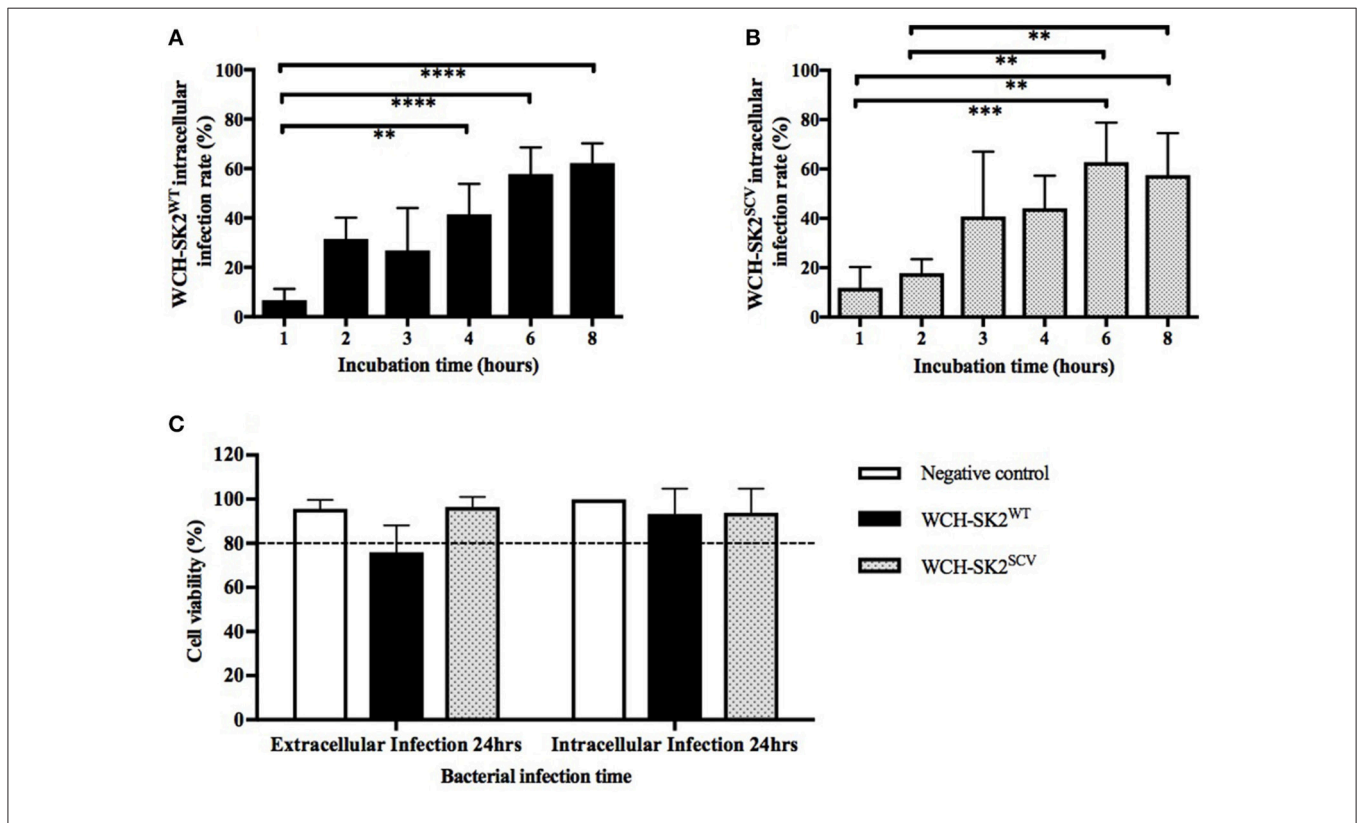 A
WCH-SK2WT intracellular
infection rate (%)
100
80
60
40
20
0
****
****
**
1 2 3 4 6 8
Incubation time (hours)
B
WCH-SK2SCV intracellular
infection rate (%)
100
80
60
40
20
0
**
**
**
***
1 2 3 4 6 8
Incubation time (hours)
C
Cell viability (%)
120
100
80
60
40
20
0
Extracellular Infection 24hrs Intracellular Infection 24hrs
Bacterial infection time
Negative control
WCH-SK2WT
WCH-SK2SCV